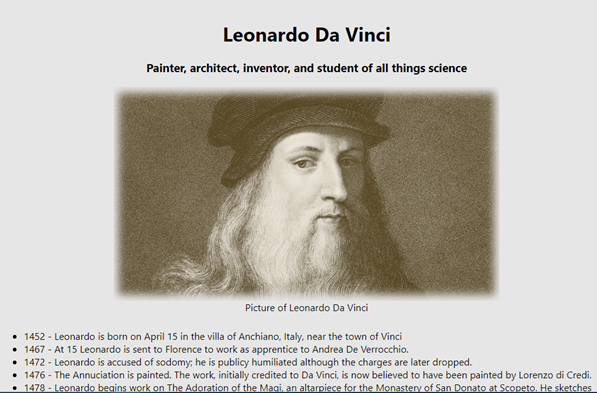 Leonardo Da Vinci
Painter, architect, inventor, and student of all things science
Picture of Leonardo Da Vinci
1452 - Leonardo is born on April 15 in the villa of Anchiano, Italy, near the town of Vinci
1467 - At 15 Leonardo is sent to Florence to work as apprentice to Andrea De Verrocchio.
1472 - Leonardo is accused of sodomy; he is publicy humiliated although the charges are later dropped.
1476 - The Annuciation is painted. The work, initially credited to Da Vinci, is now believed to have been painted by Lorenzo di Credi.
1478 - Leonardo begins work on The Adoration of the Magi, an altarpiece for the Monastery of San Donato at Scopeto. He sketches